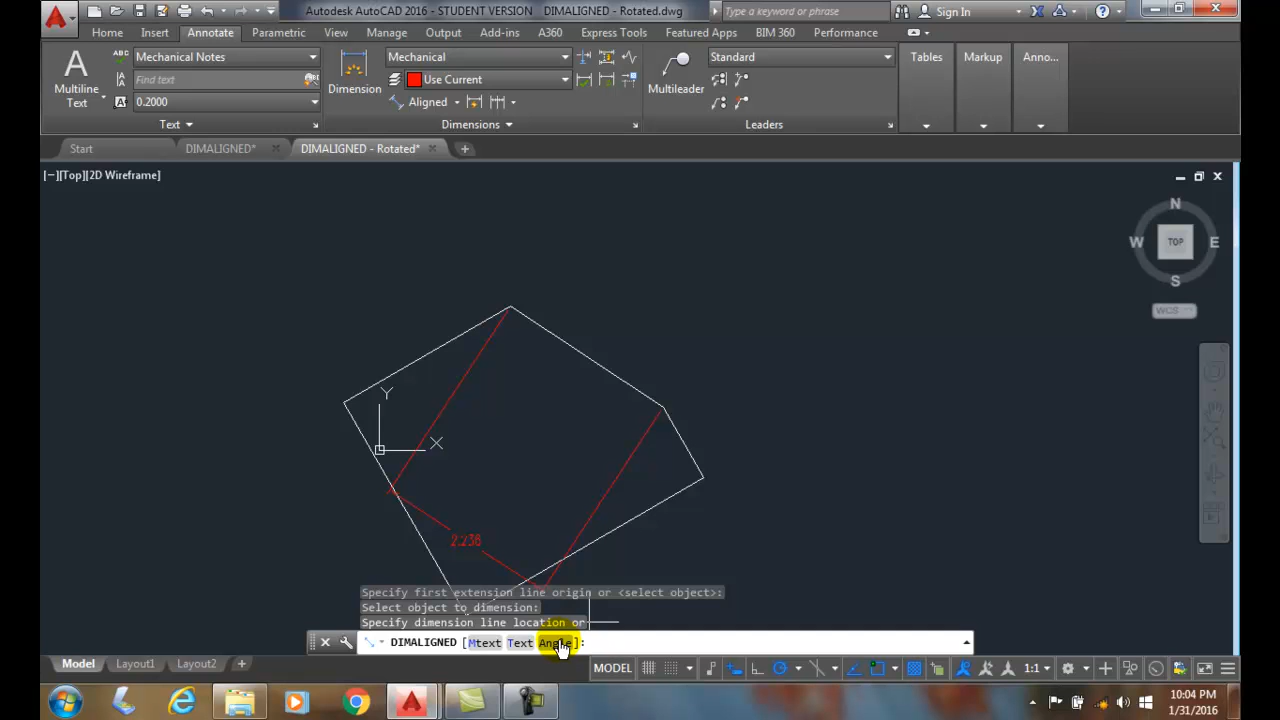 Autodesk AutoCAD 2016 - STUDENT VERSION DIMALIGNED - Rotated.dwg
Type a keyword or phrase
Sign In
Home Insert Annotate Parametric View Manage Output Add-ins A360 Express Tools Featured Apps BIM 360 Performance
Multiline Text
Mechanical Notes
Find text
0.2000
Text
Dimension
Mechanical
Use Current
Aligned
Dimensions
Multileader
Standard
Leaders
Tables
Markup
Anno...
Start DIMALIGNED* DIMALIGNED - Rotated*
[−][Top][2D Wireframe]
N
W TOP E
S
WCS
Y
X
2.236
Specify first extension line origin or <select object>:
Select object to dimension:
Specify dimension line location or
DIMALIGNED [Mtext Text Angle]:
Model Layout1 Layout2
MODEL
1:1
10:04 PM
1/31/2016